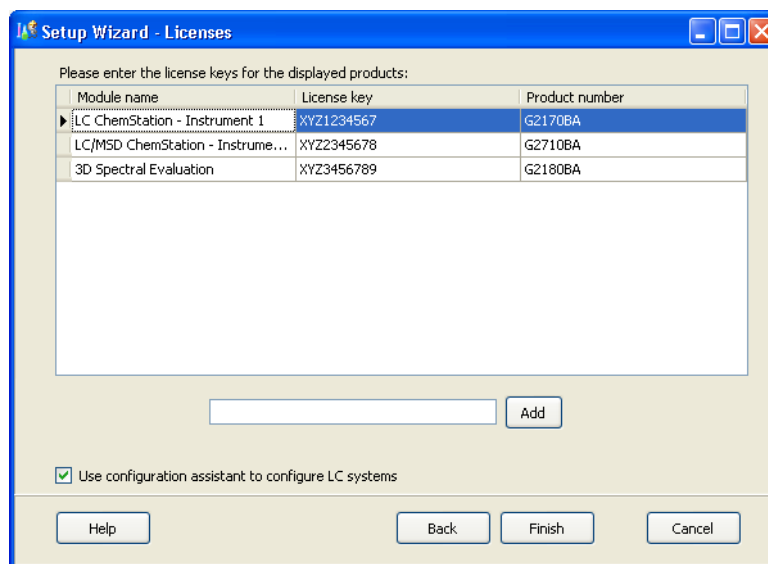 Setup Wizard - Licenses
Please enter the license keys for the displayed products:
Module name License key Product number
LC ChemStation - Instrument 1 XYZ1234567 G2170BA
LC/MSD ChemStation - Instrume... XYZ2345678 G2710BA
3D Spectral Evaluation XYZ3456789 G2180BA
Add
Use configuration assistant to configure LC systems
Help Back Finish Cancel